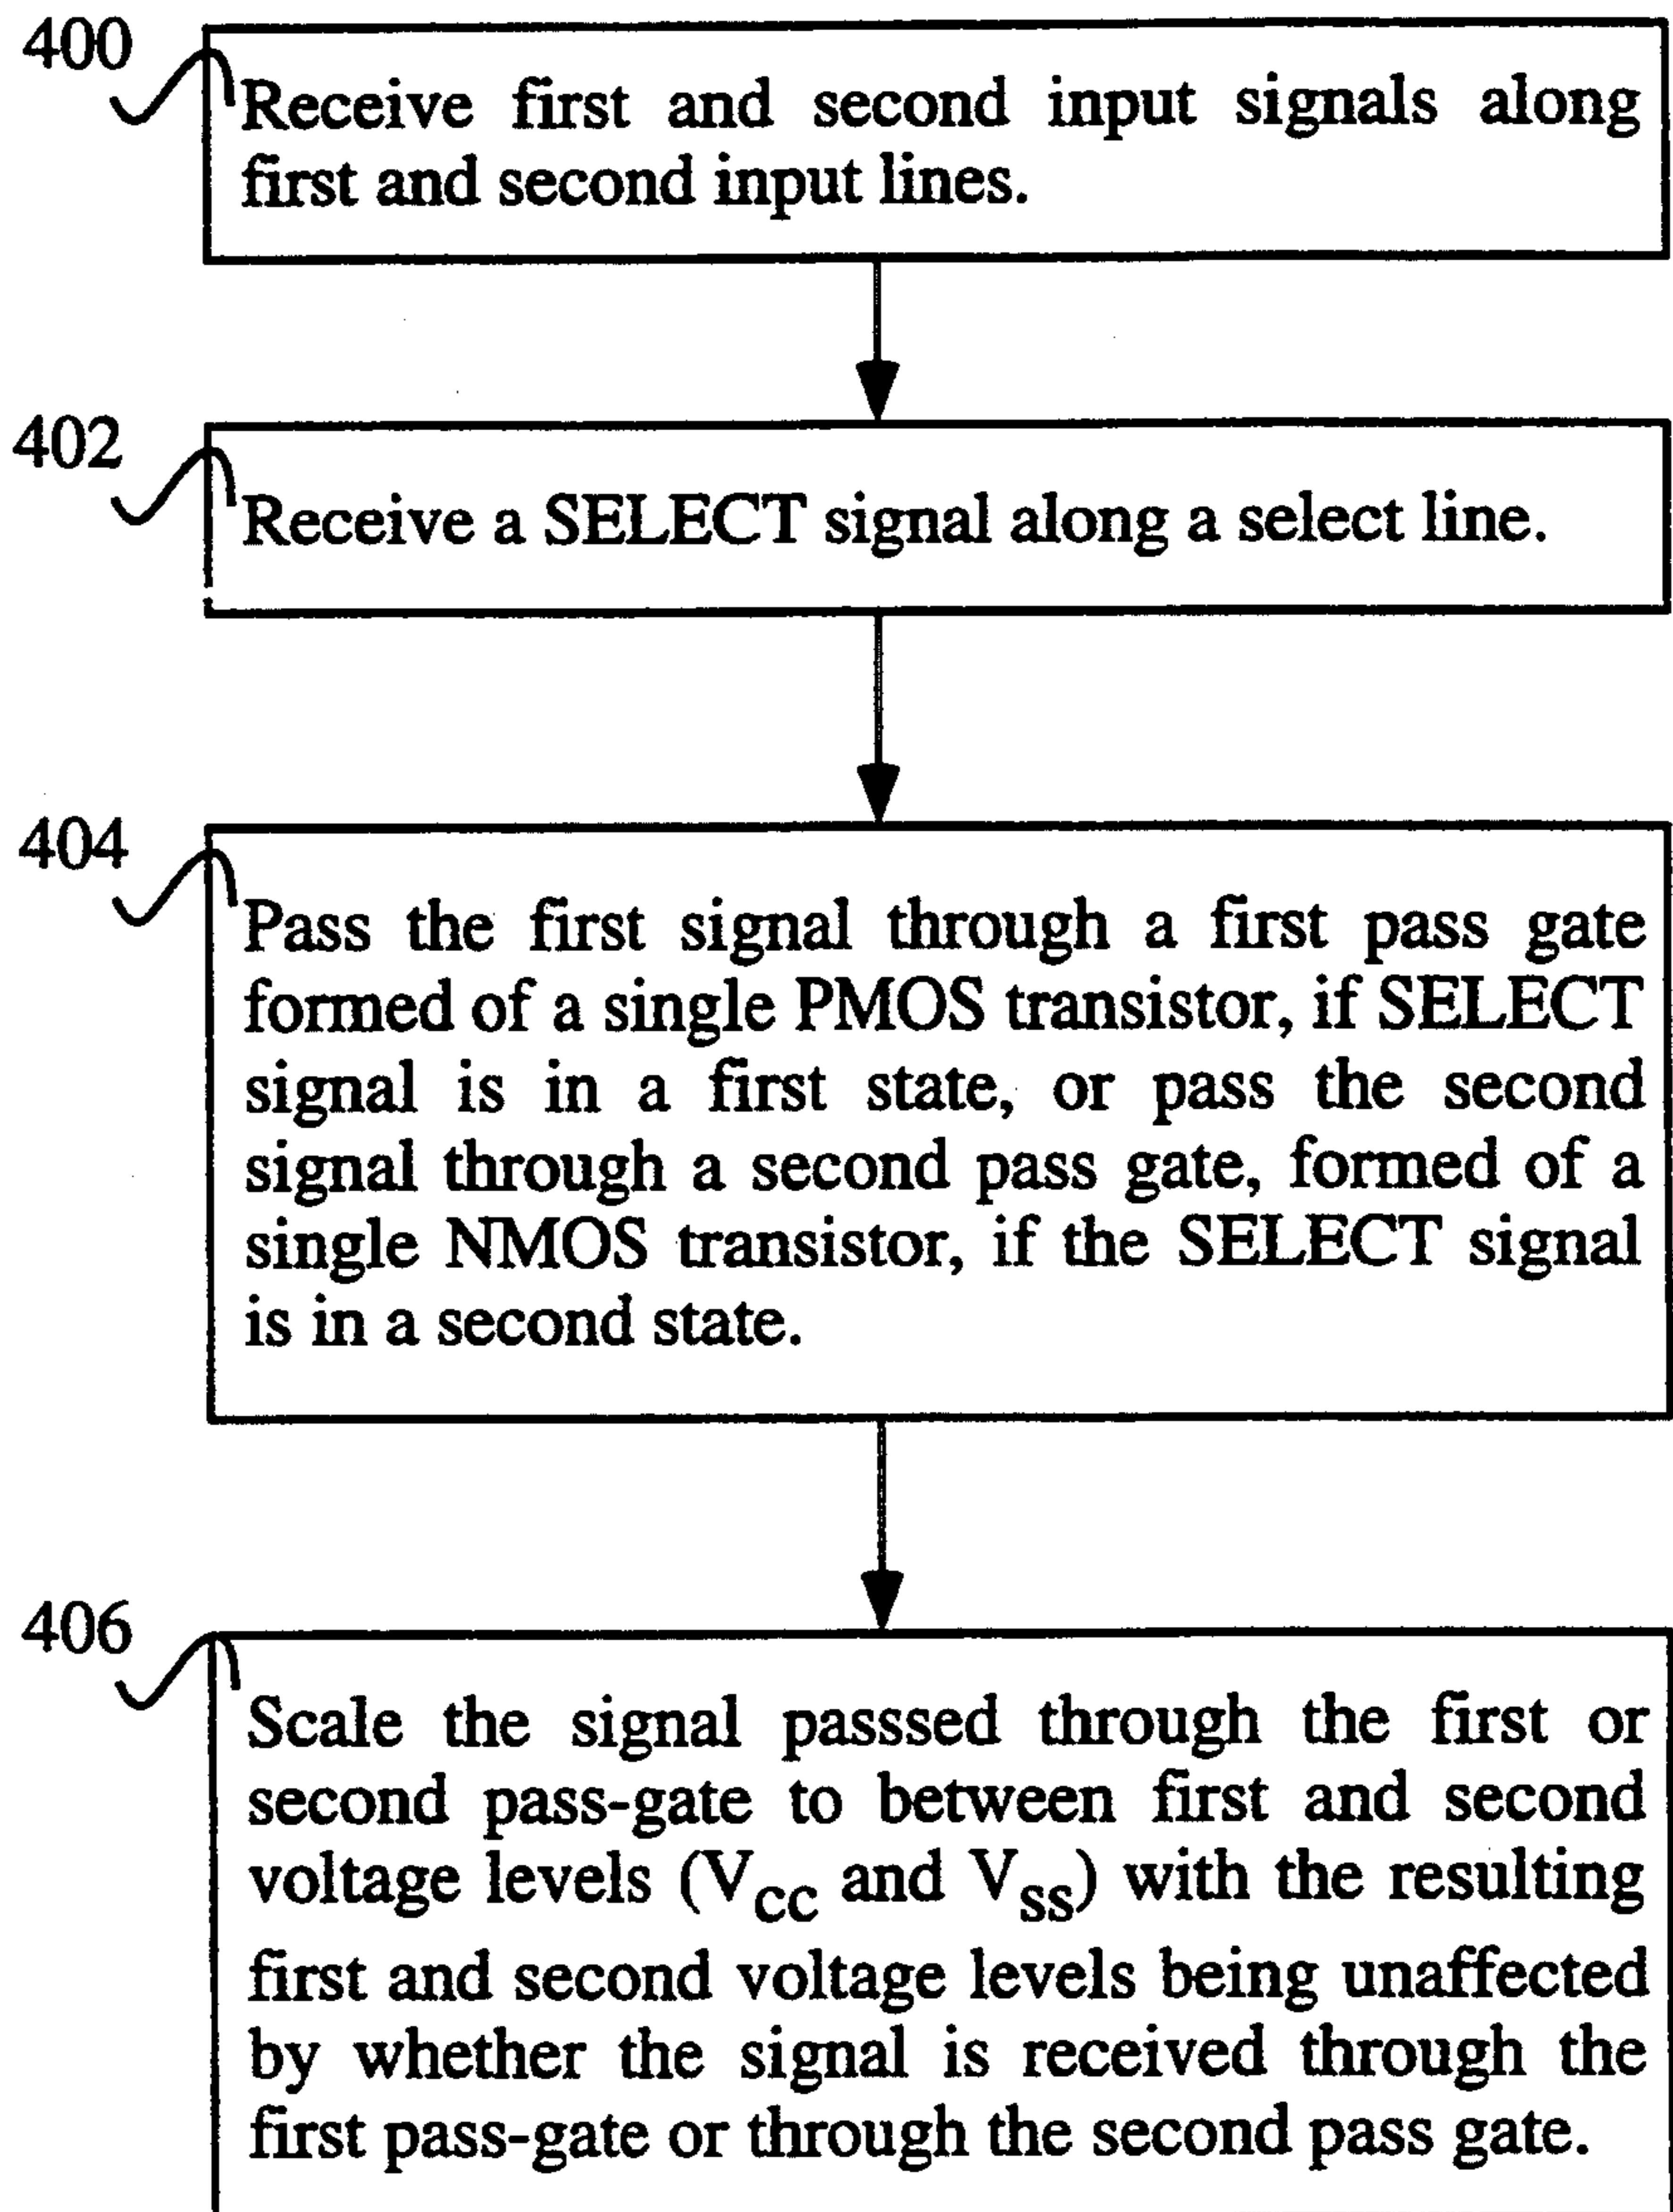 400
Receive first and second input signals along
first and second input lines.
402
Receive a SELECT signal along a select line.
404
Pass the first signal through a first pass gate
formed of a single PMOS transistor, if SELECT
signal is in a first state, or pass the second
signal through a second pass gate, formed of a
single NMOS transistor, if the SELECT signal
is in a second state.
406
Scale the signal passsed through the first or
second pass-gate to between first and second
voltage levels (Vcc and Vss) with the resulting
first and second voltage levels being unaffected
by whether the signal is received through the
first pass-gate or through the second pass gate.